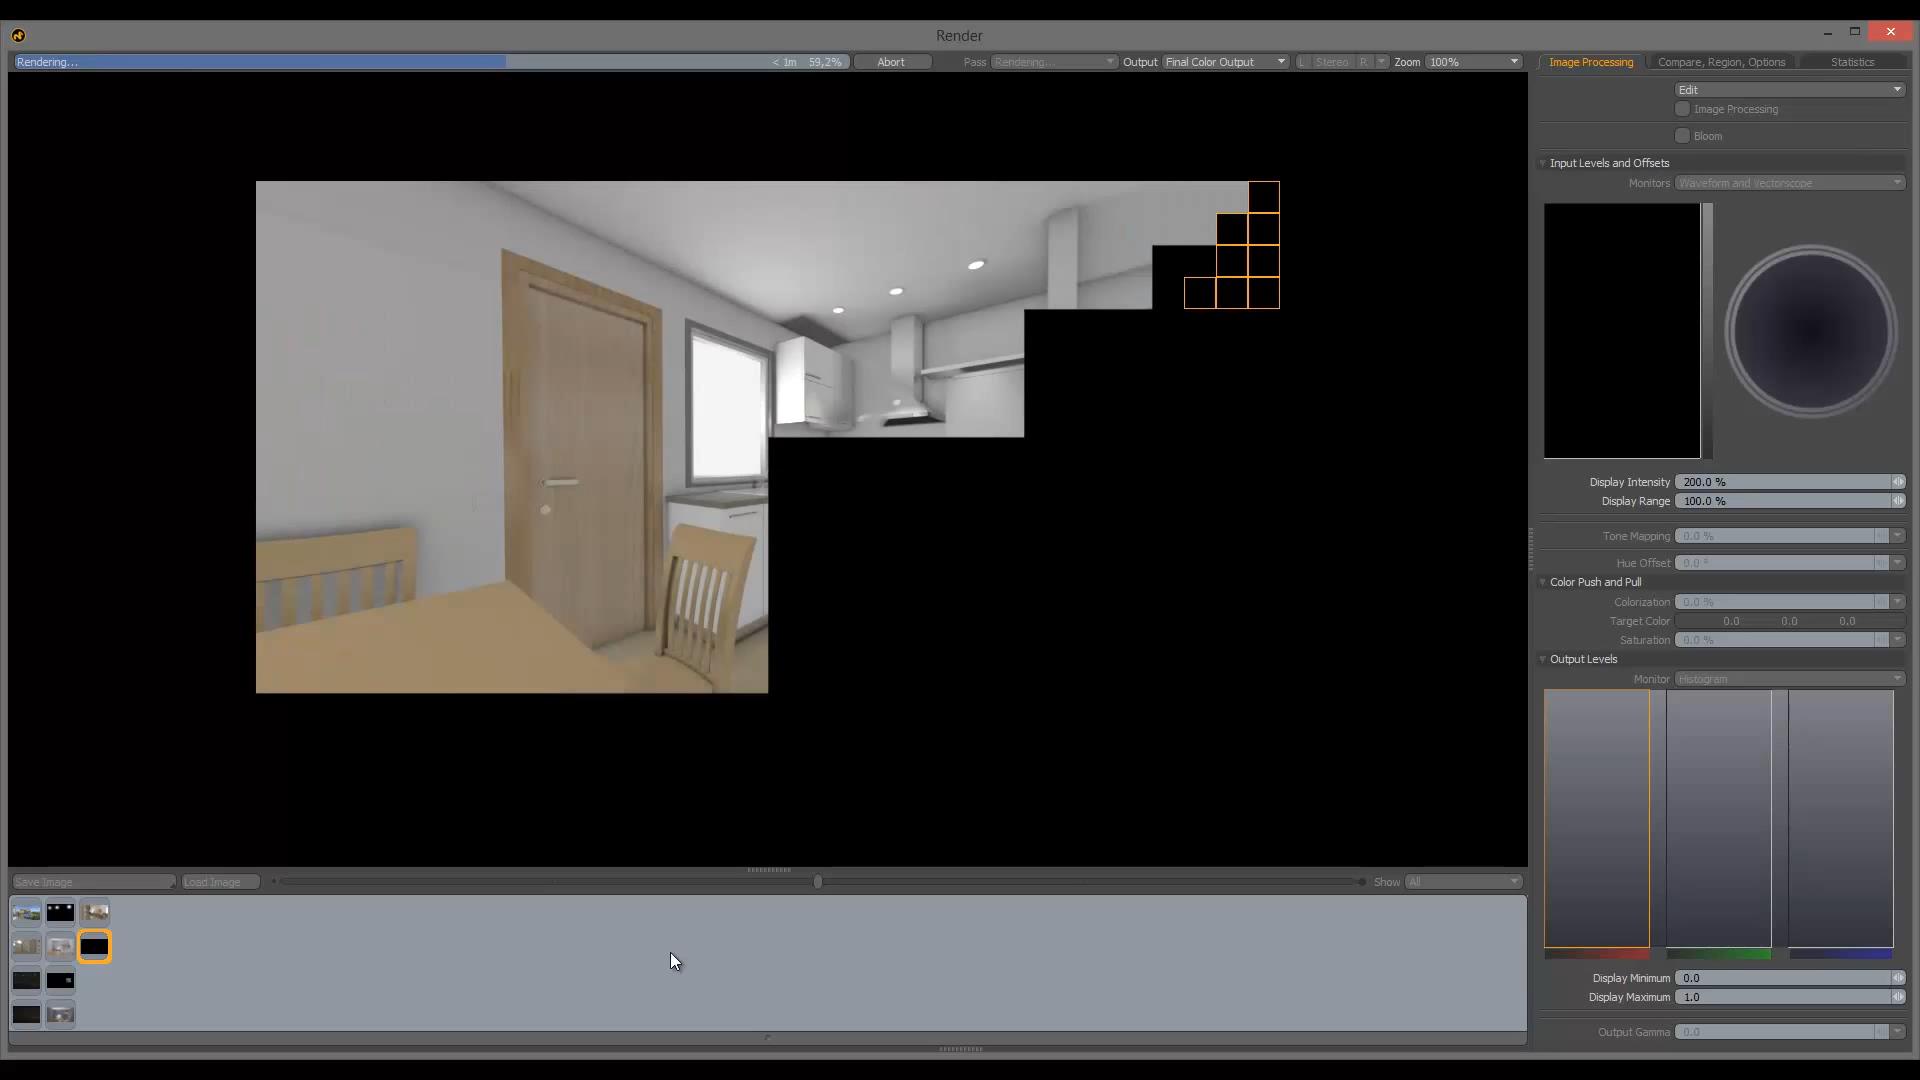 Render
Rendering... < 1m 59,2% Abort Pass Rendering... Output Final Color Output L Stereo R Zoom 100%
Image Processing Compare, Region, Options Statistics
Edit
Image Processing
Bloom
Input Levels and Offsets
Monitors Waveform and Vectorscope
Display Intensity 200.0 %
Display Range 100.0 %
Tone Mapping 0.0 %
Hue Offset 0.0 °
Color Push and Pull
Colorization 0.0 %
Target Color 0.0 0.0 0.0
Saturation 0.0 %
Output Levels
Monitor Histogram
Save Image Load Image Show All
Display Minimum 0.0
Display Maximum 1.0
Output Gamma 0.0